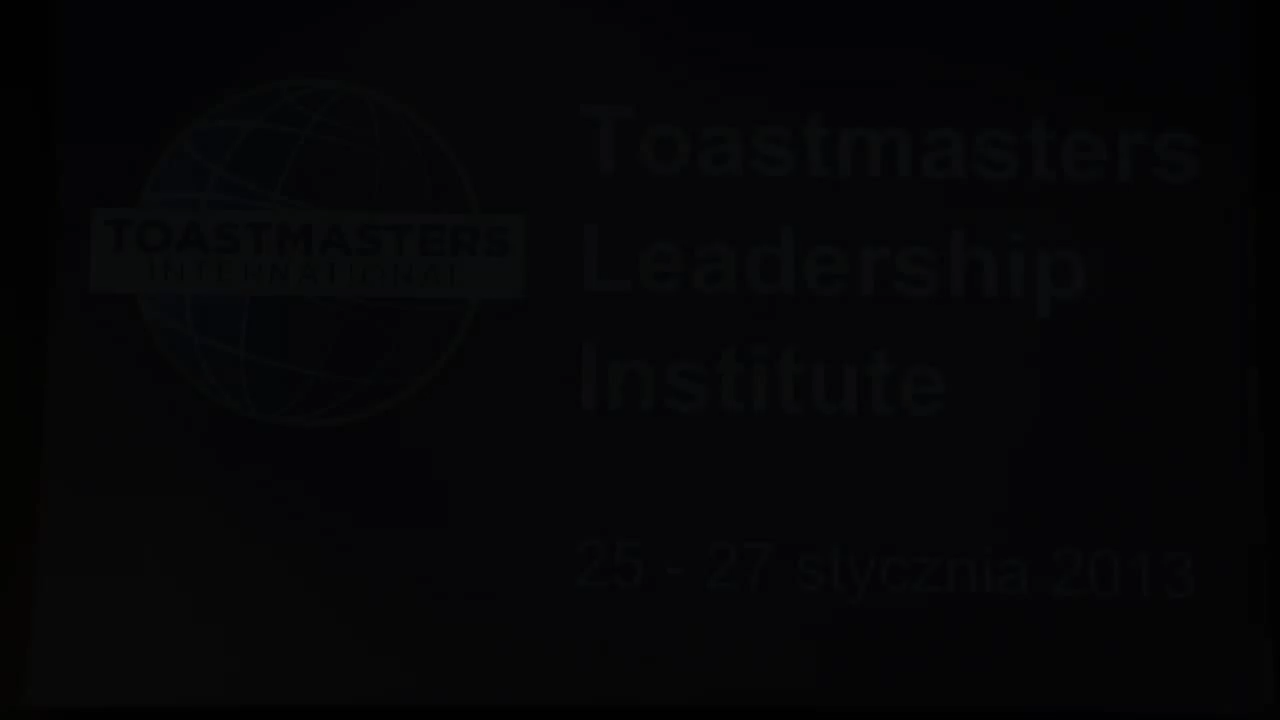 TOASTMASTERS
INTERNATIONAL
Toastmasters
Leadership
Institute
25 - 27 stycznia 2013